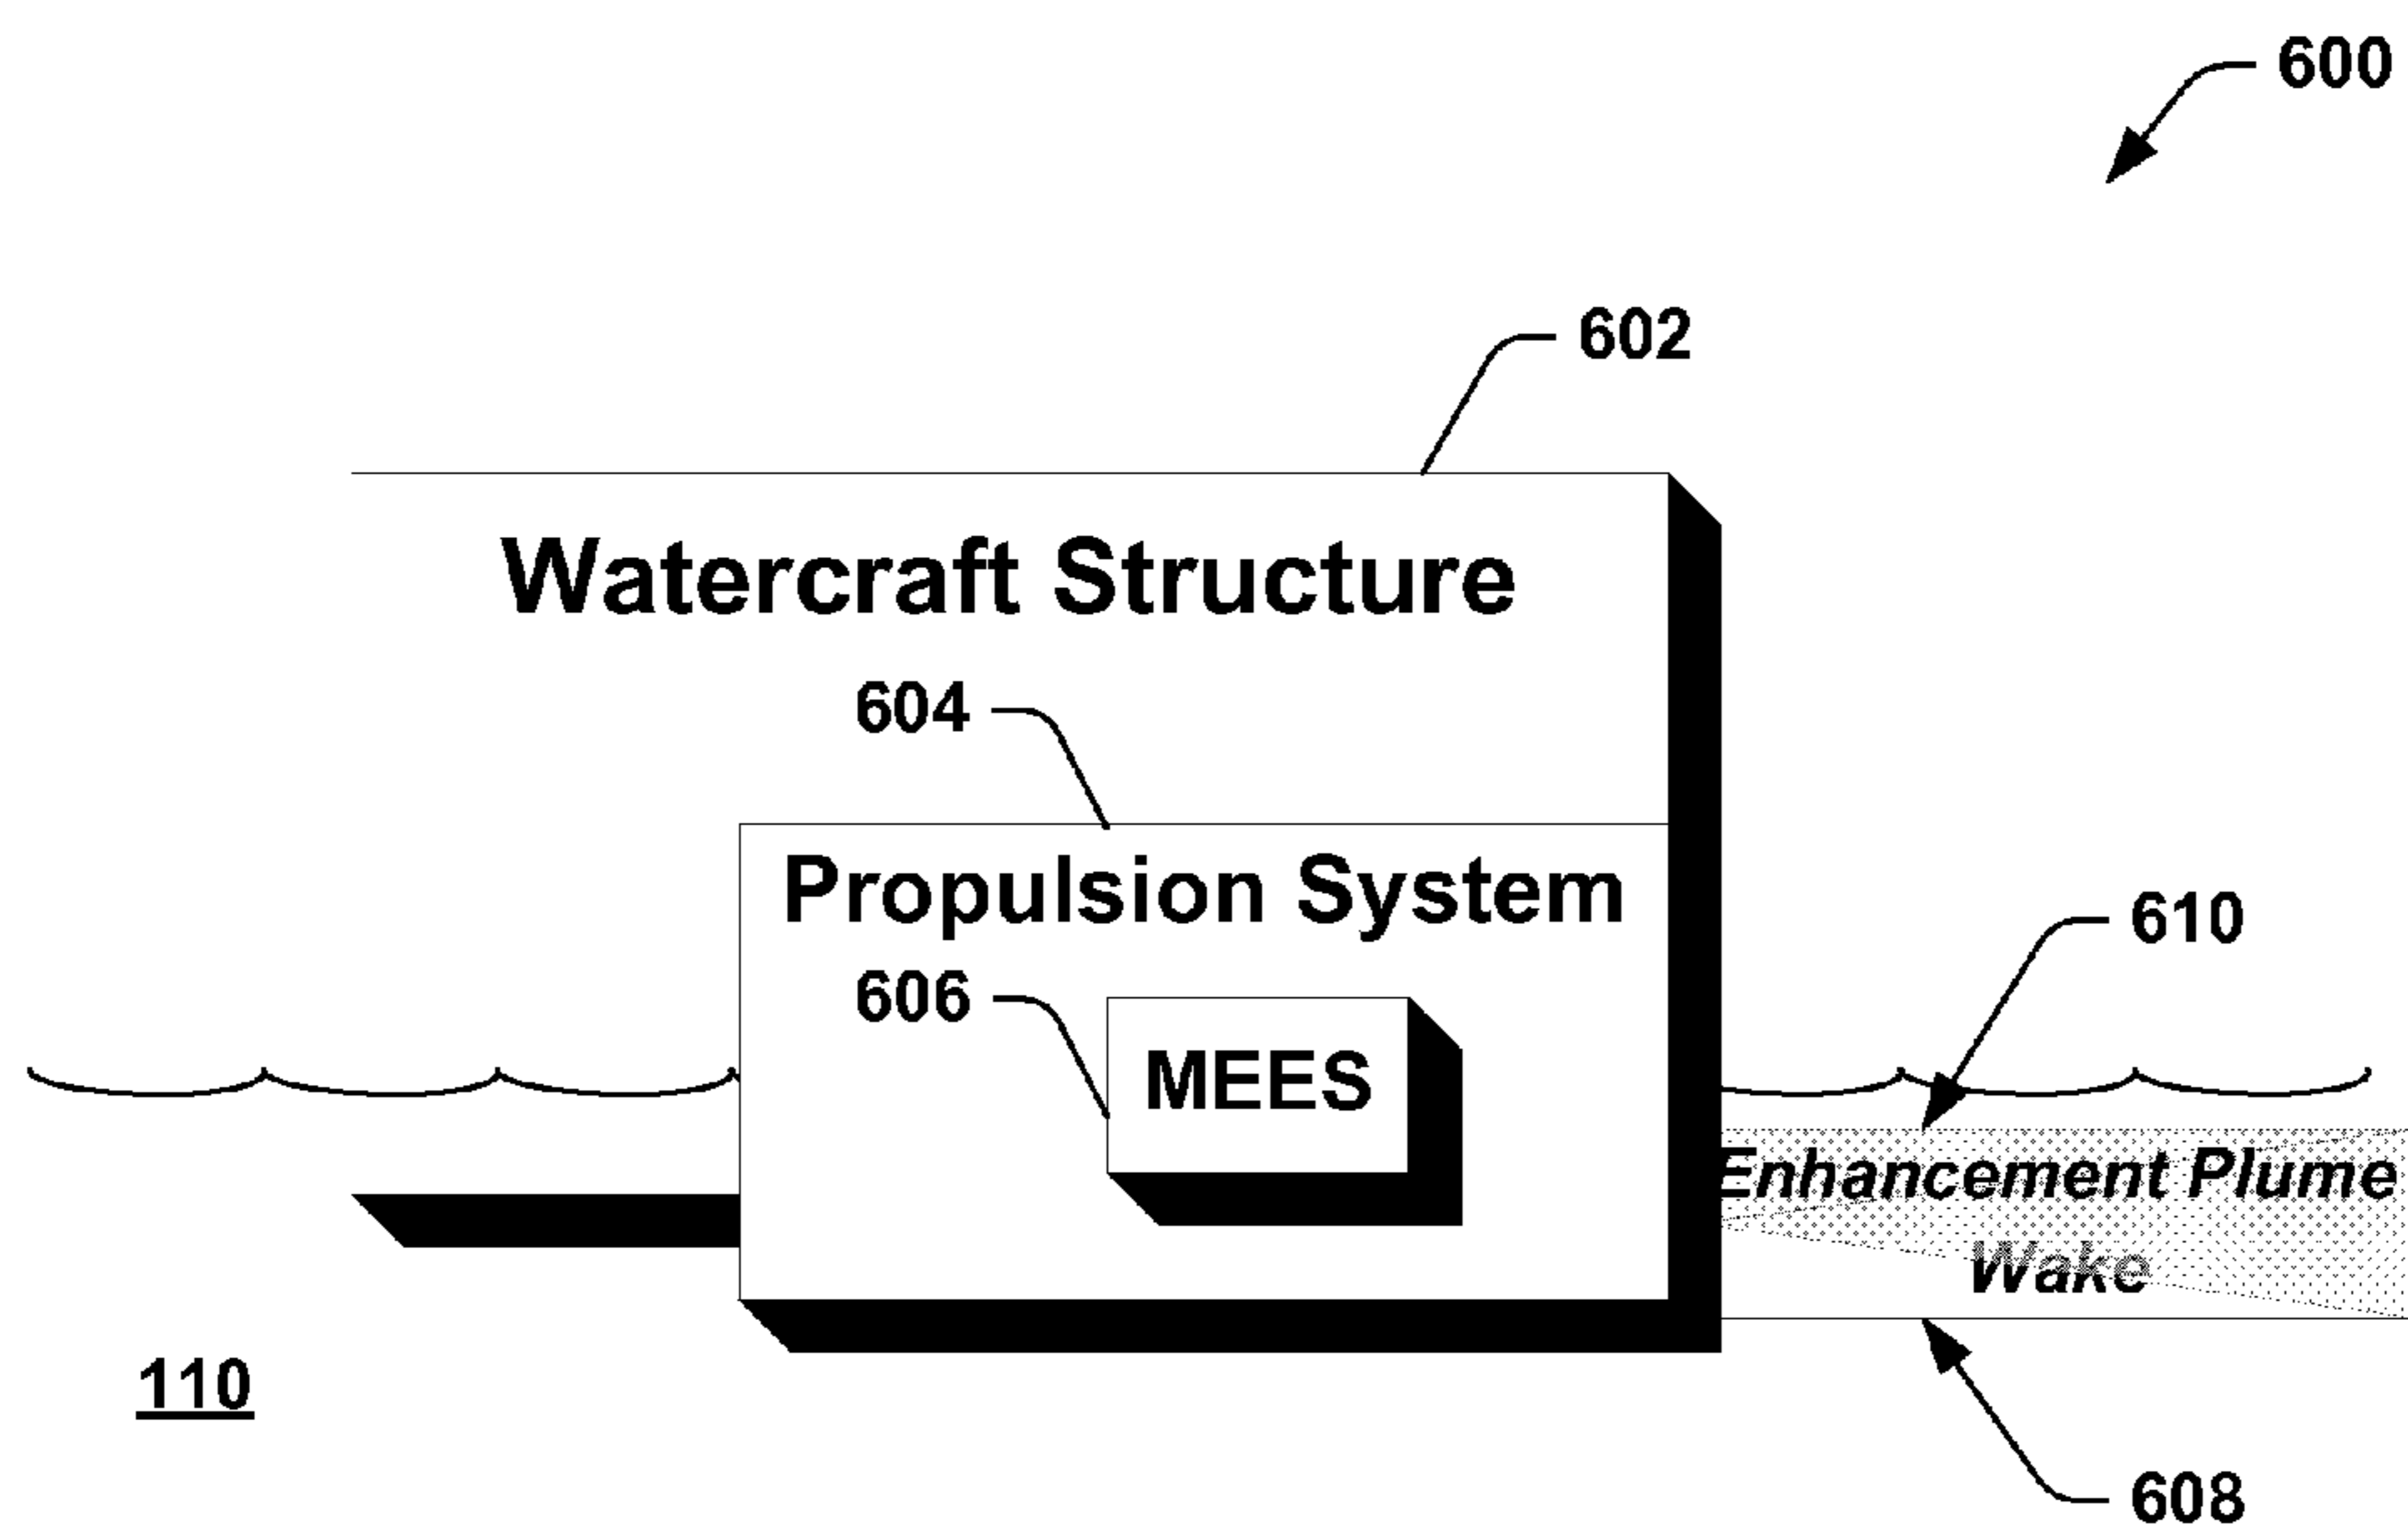 600
602
Watercraft Structure
604
Propulsion System
610
606
MEES
Enhancement Plume
Wake
110
608